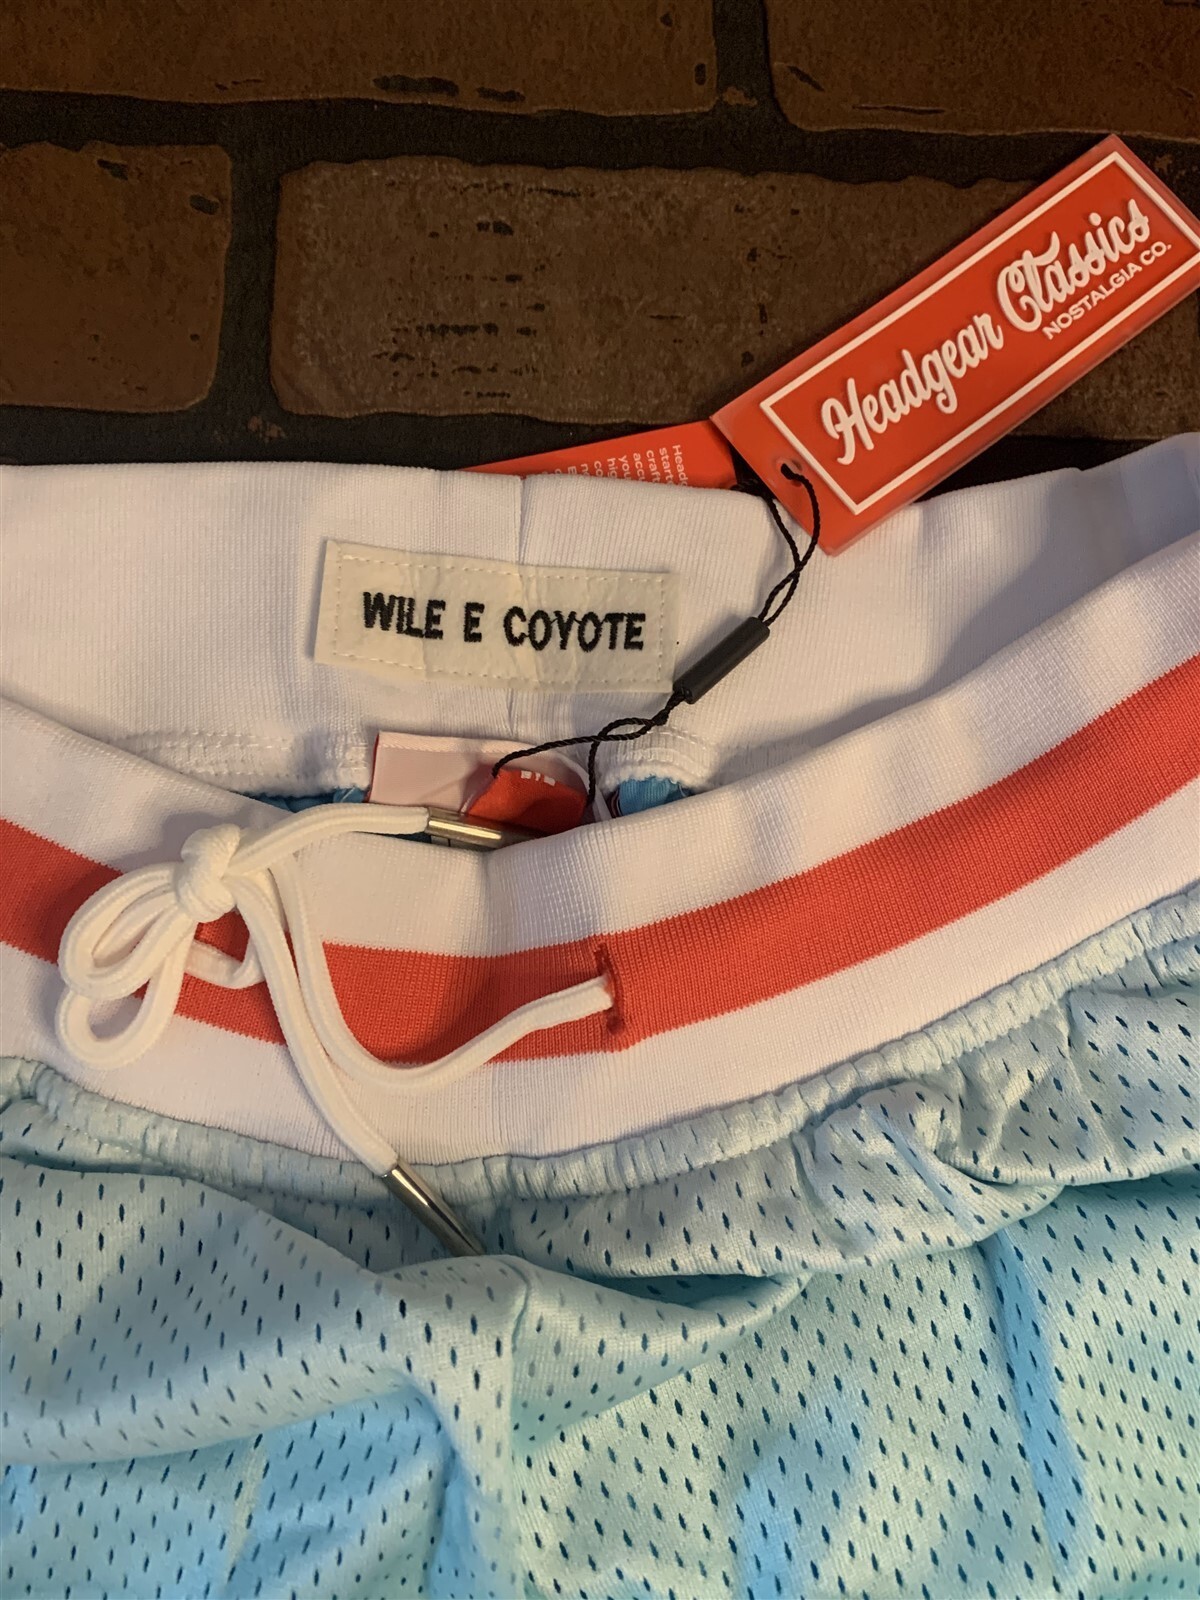 Headgear Classics
NOSTALGIA CO.
WILE E COYOTE